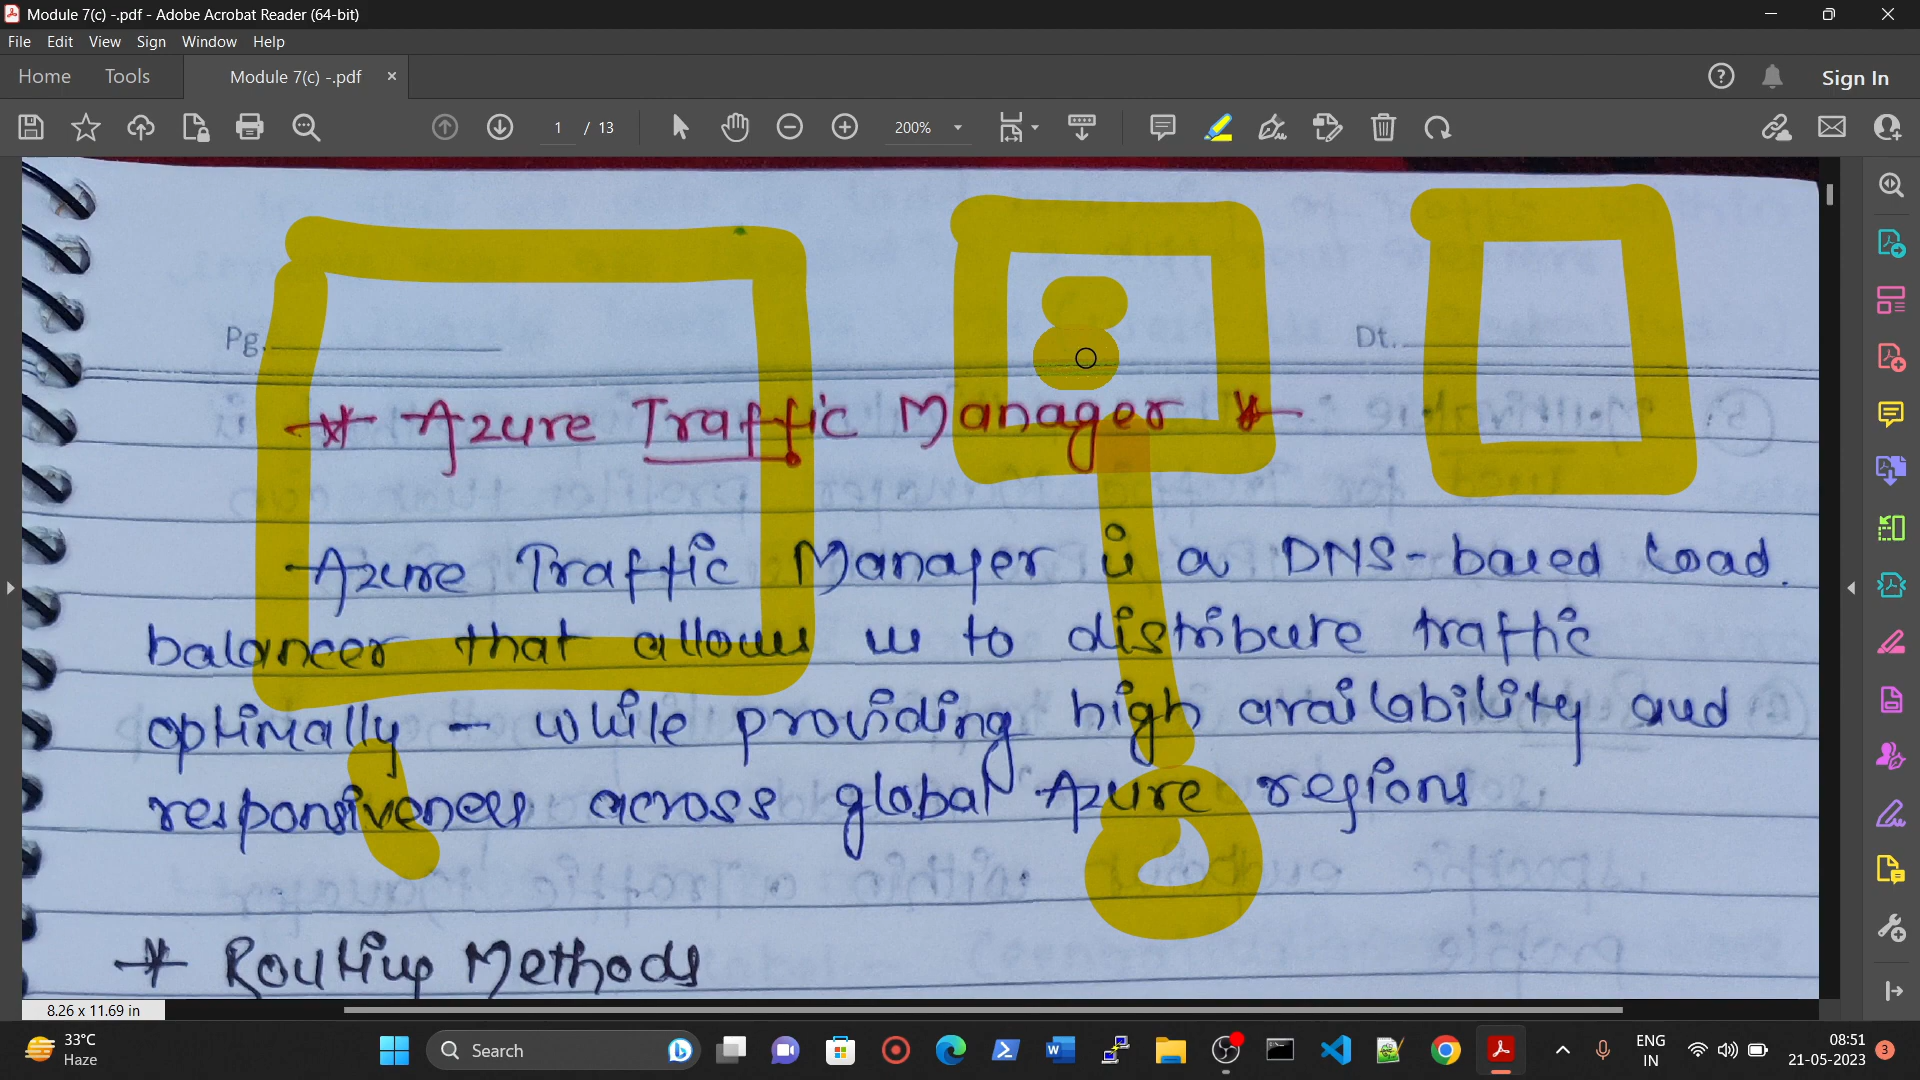 Module 7(c) -.pdf - Adobe Acrobat Reader (64-bit)
File Edit View Sign Window Help
Home Tools Module 7(c) -.pdf × Sign In
1 / 13 200%
Pg. Dt.
* Azure Traffic Manager *
Azure Traffic Manager is a DNS-based load
balancer that allows us to distribute traffic
optimally - while providing high availability and
responsiveness across global Azure regions
* Routing Methods
8.26 x 11.69 in
33°C
Haze
Search
ENG
IN
08:51
21-05-2023
3